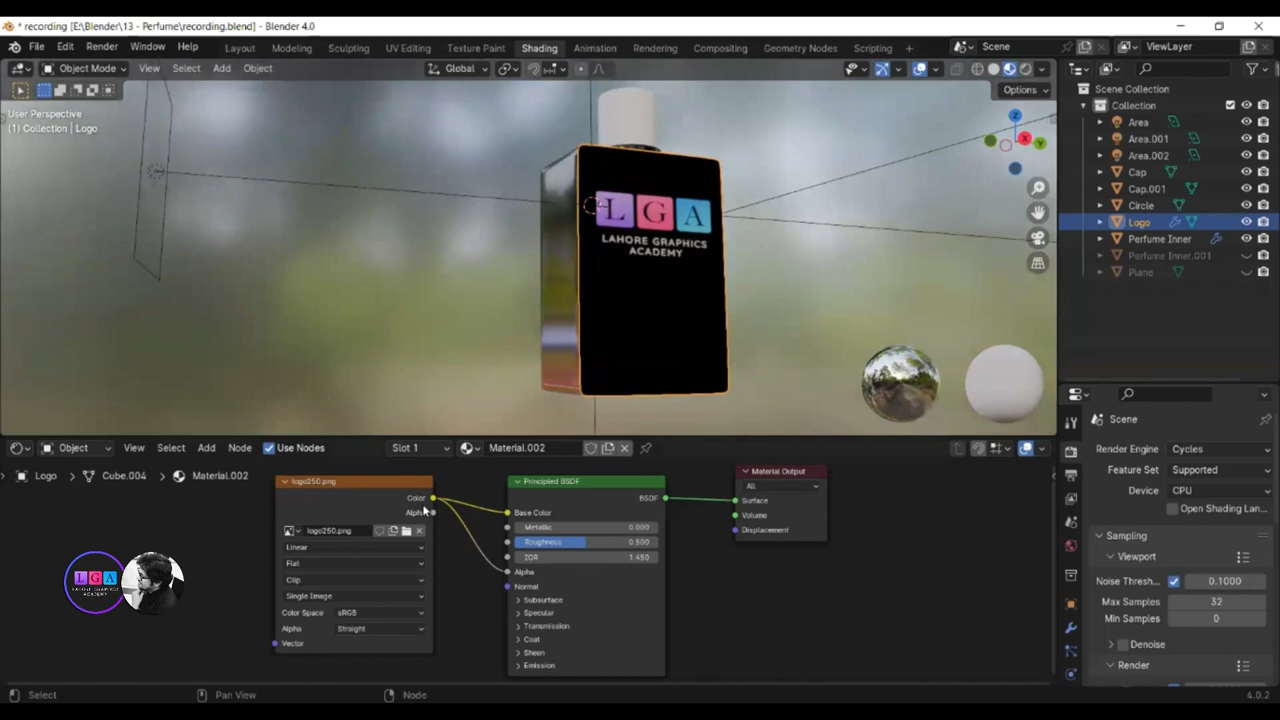 * recording [E:\Blender\13 - Perfume\recording.blend] - Blender 4.0
File Edit Render Window Help Layout Modeling Sculpting UV Editing Texture Paint Shading Animation Rendering Compositing Geometry Nodes Scripting + Scene ViewLayer
Object Mode View Select Add Object Global
Options
User Perspective
(1) Collection | Logo
Z
X
Y
L G A
LAHORE GRAPHICS
ACADEMY
Scene Collection
Collection
Area
Area.001
Area.002
Cap
Cap.001
Circle
Logo
Perfume Inner
Perfume Inner.001
Plane
Object View Select Add Node Use Nodes Slot 1 Material.002
Logo > Cube.004 > Material.002
logo250.png
Color
Alpha
logo250.png
Linear
Flat
Clip
Single Image
Color Space sRGB
Alpha Straight
Vector
Principled BSDF
BSDF
Base Color
Metallic 0.000
Roughness 0.500
IOR 1.450
Alpha
Normal
Subsurface
Specular
Transmission
Coat
Sheen
Emission
Material Output
All
Surface
Volume
Displacement
Scene
Render Engine Cycles
Feature Set Supported
Device CPU
Open Shading Lan...
Sampling
Viewport
Noise Thresh... 0.1000
Max Samples 32
Min Samples 0
Denoise
Render
LGA
LAHORE GRAPHICS
ACADEMY
Select Pan View Node 4.0.2